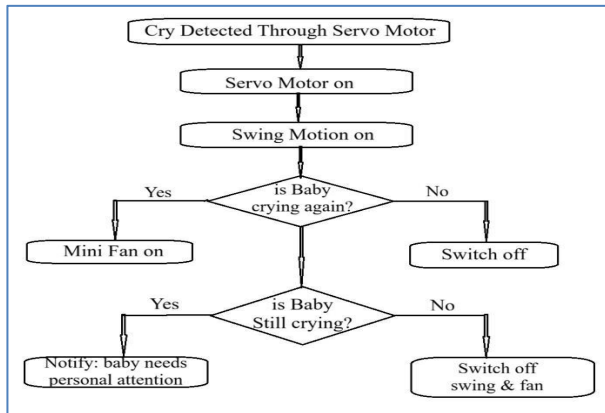 Cry Detected Through Servo Motor
Servo Motor on
Swing Motion on
is Baby
crying again?
Yes
No
Mini Fan on
Switch off
is Baby
Still crying?
Yes
No
Notify: baby needs
personal attention
Switch off
swing & fan